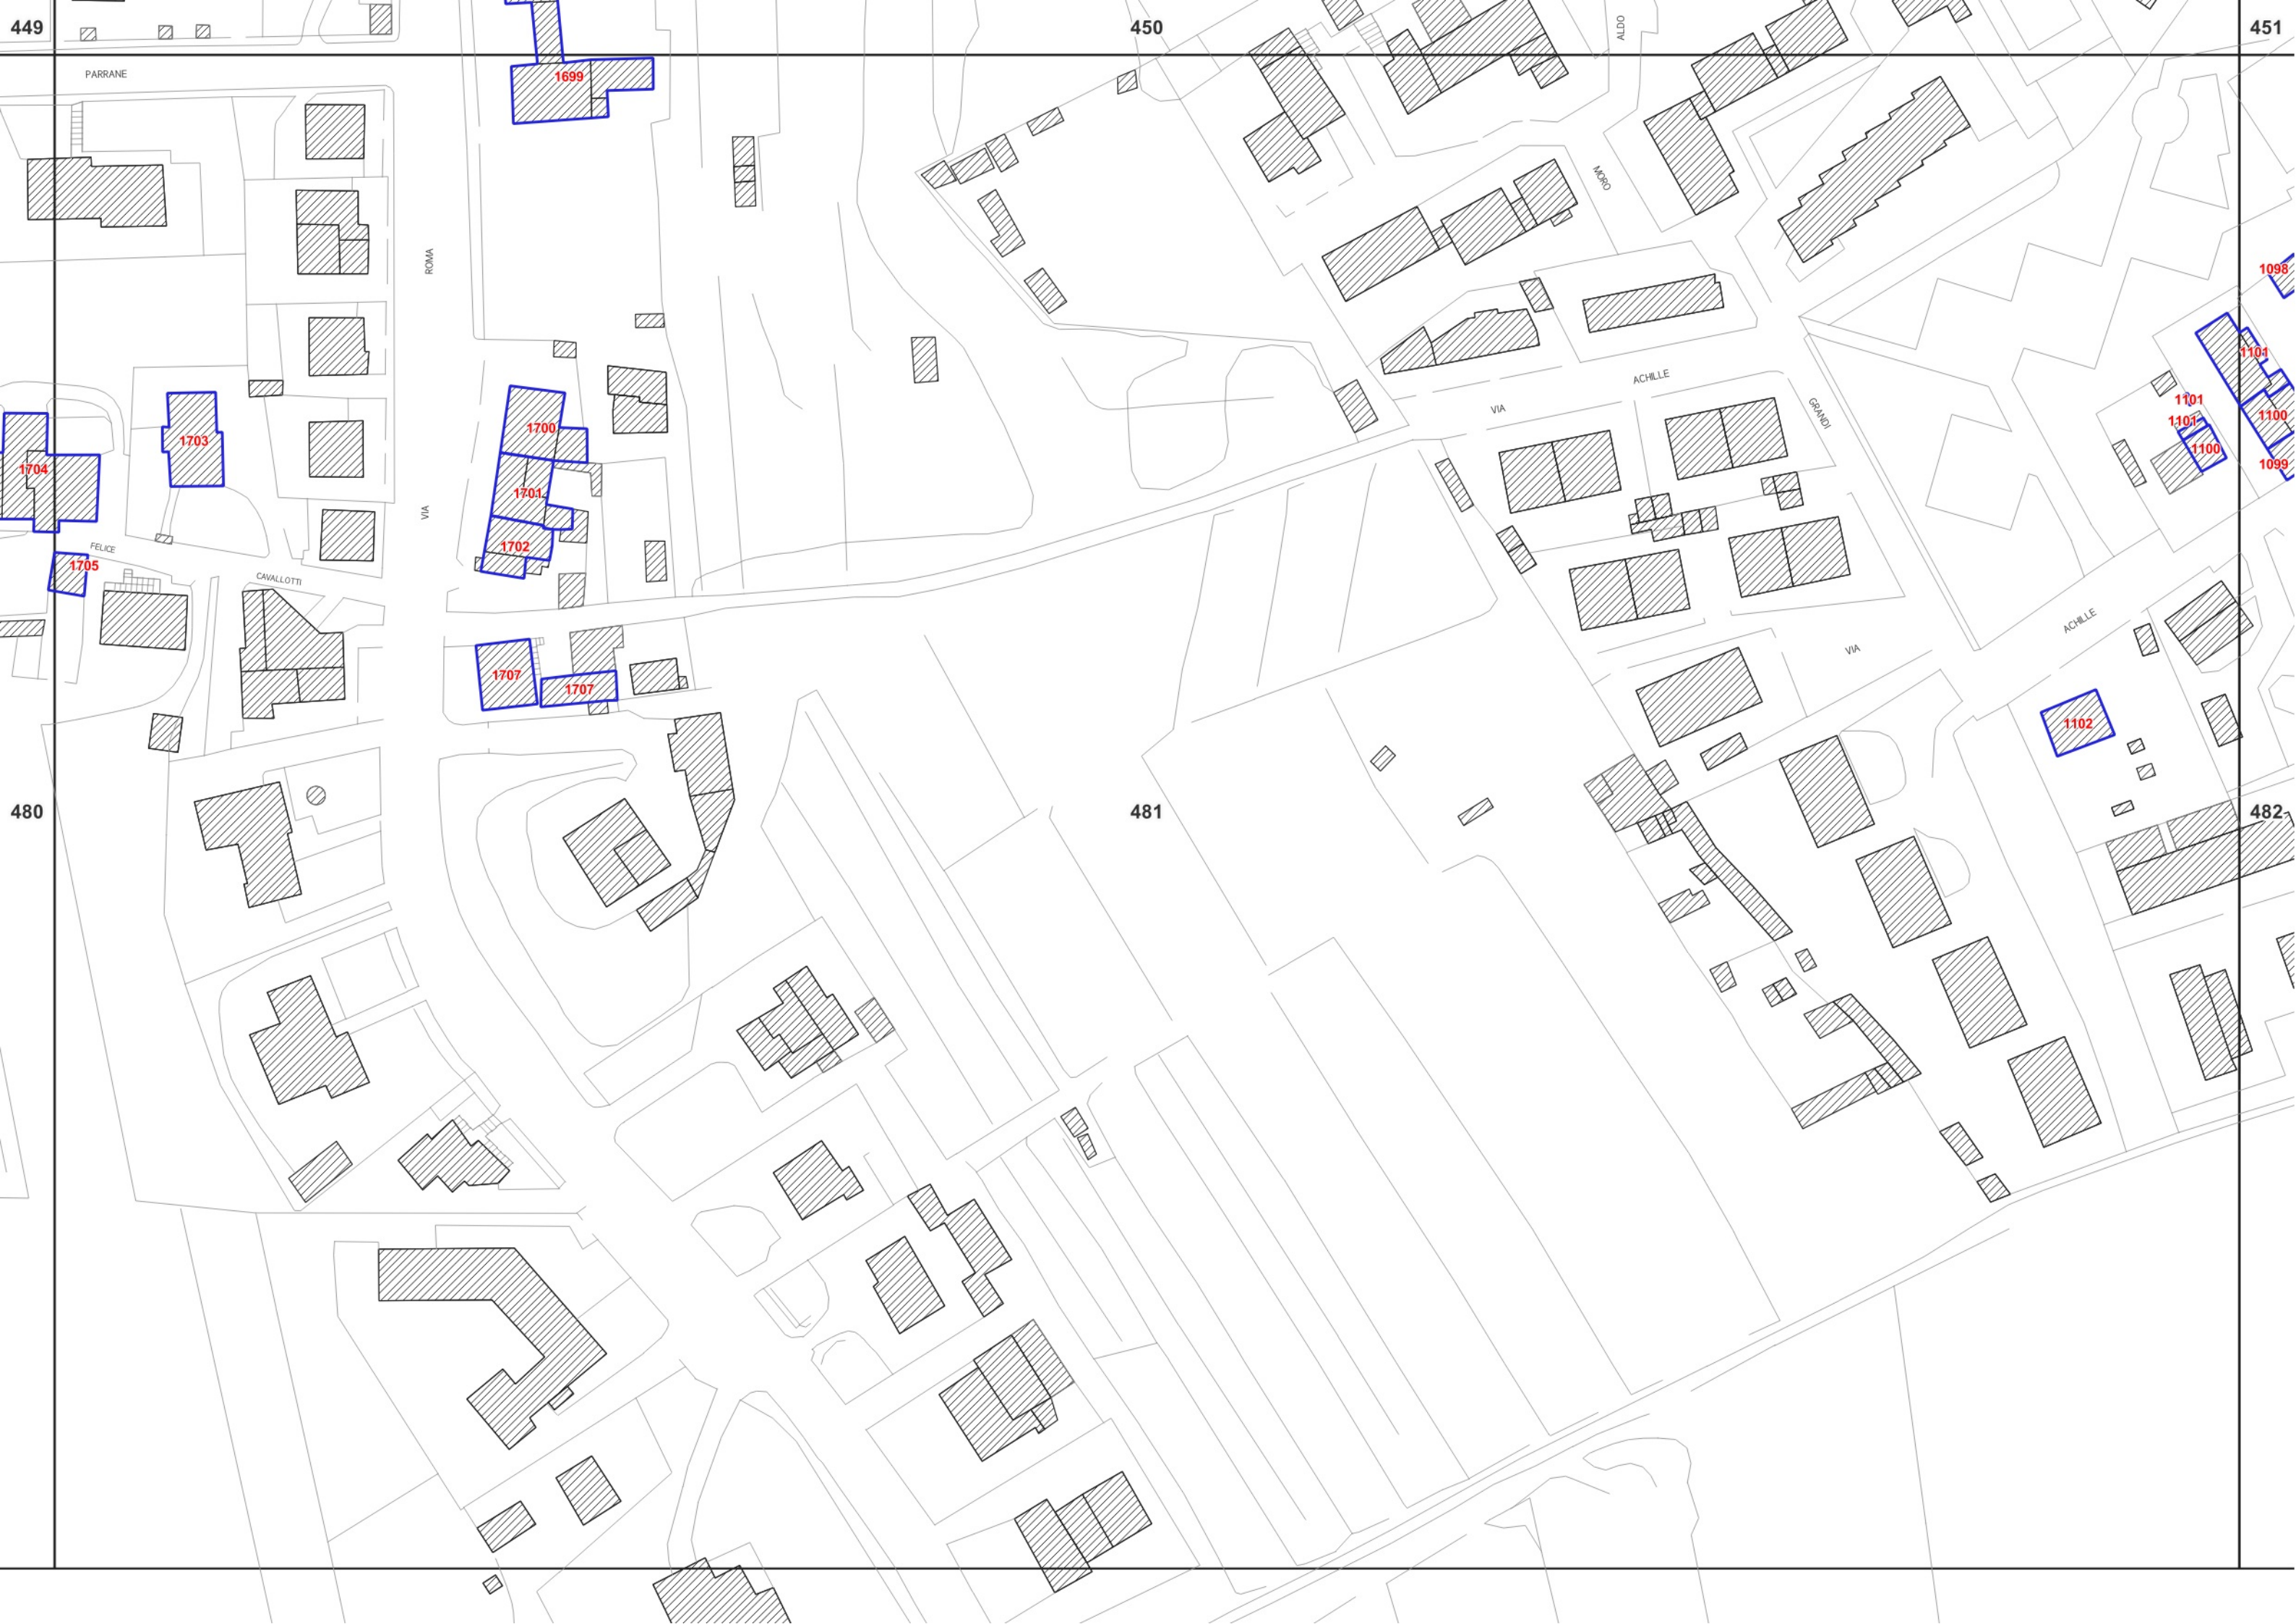 449
450
451
ALDO
PARRANE
1699
MORO
ROMA
1098
1101
ACHILLE
VIA
GRANDI
1101
1101
1100
1100
1099
1700
1703
1704
1701
VIA
1702
FELICE
1705
CAVALLOTTI
ACHILLE
VIA
1707
1707
1102
480
481
482